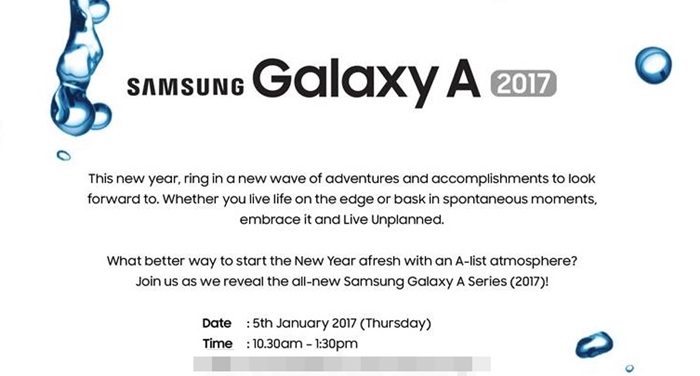 SAMSUNG Galaxy A 2017
This new year, ring in a new wave of adventures and accomplishments to look
forward to. Whether you live life on the edge or bask in spontaneous moments,
embrace it and Live Unplanned.
What better way to start the New Year afresh with an A-list atmosphere?
Join us as we reveal the all-new Samsung Galaxy A Series (2017)!
Date : 5th January 2017 (Thursday)
Time : 10.30am – 1:30pm